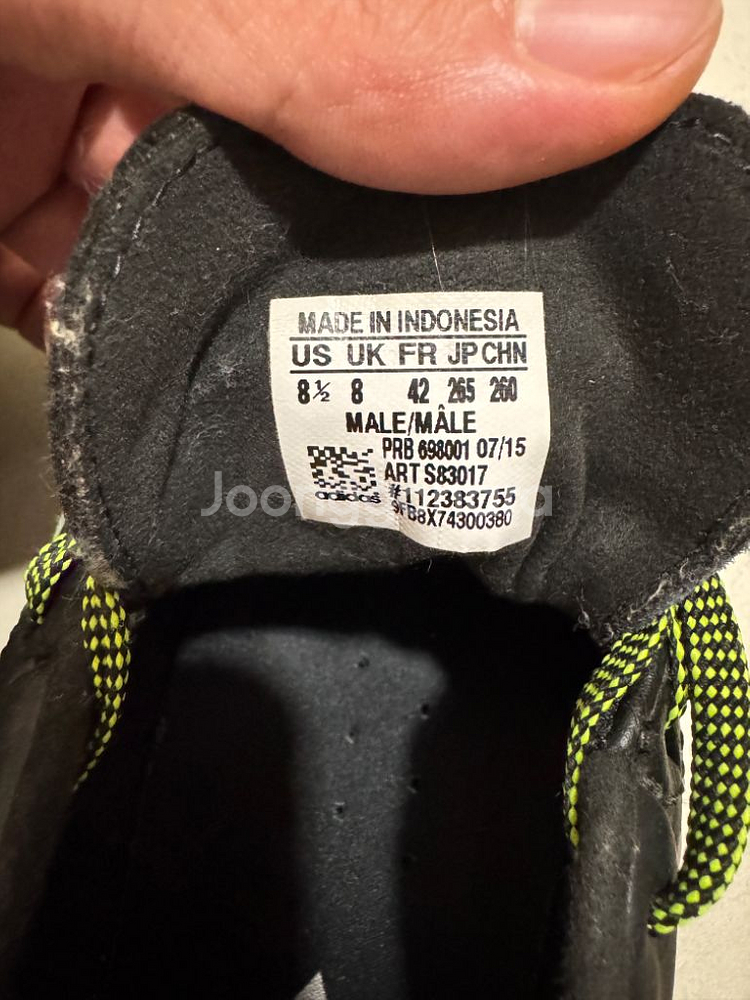 MADE IN INDONESIA
US UK FR JP CHN
8½ 8 42 265 260
MALE/MÂLE
PRB 698001 07/15
ART S83017
adidas #112383755
9FB8X74300380